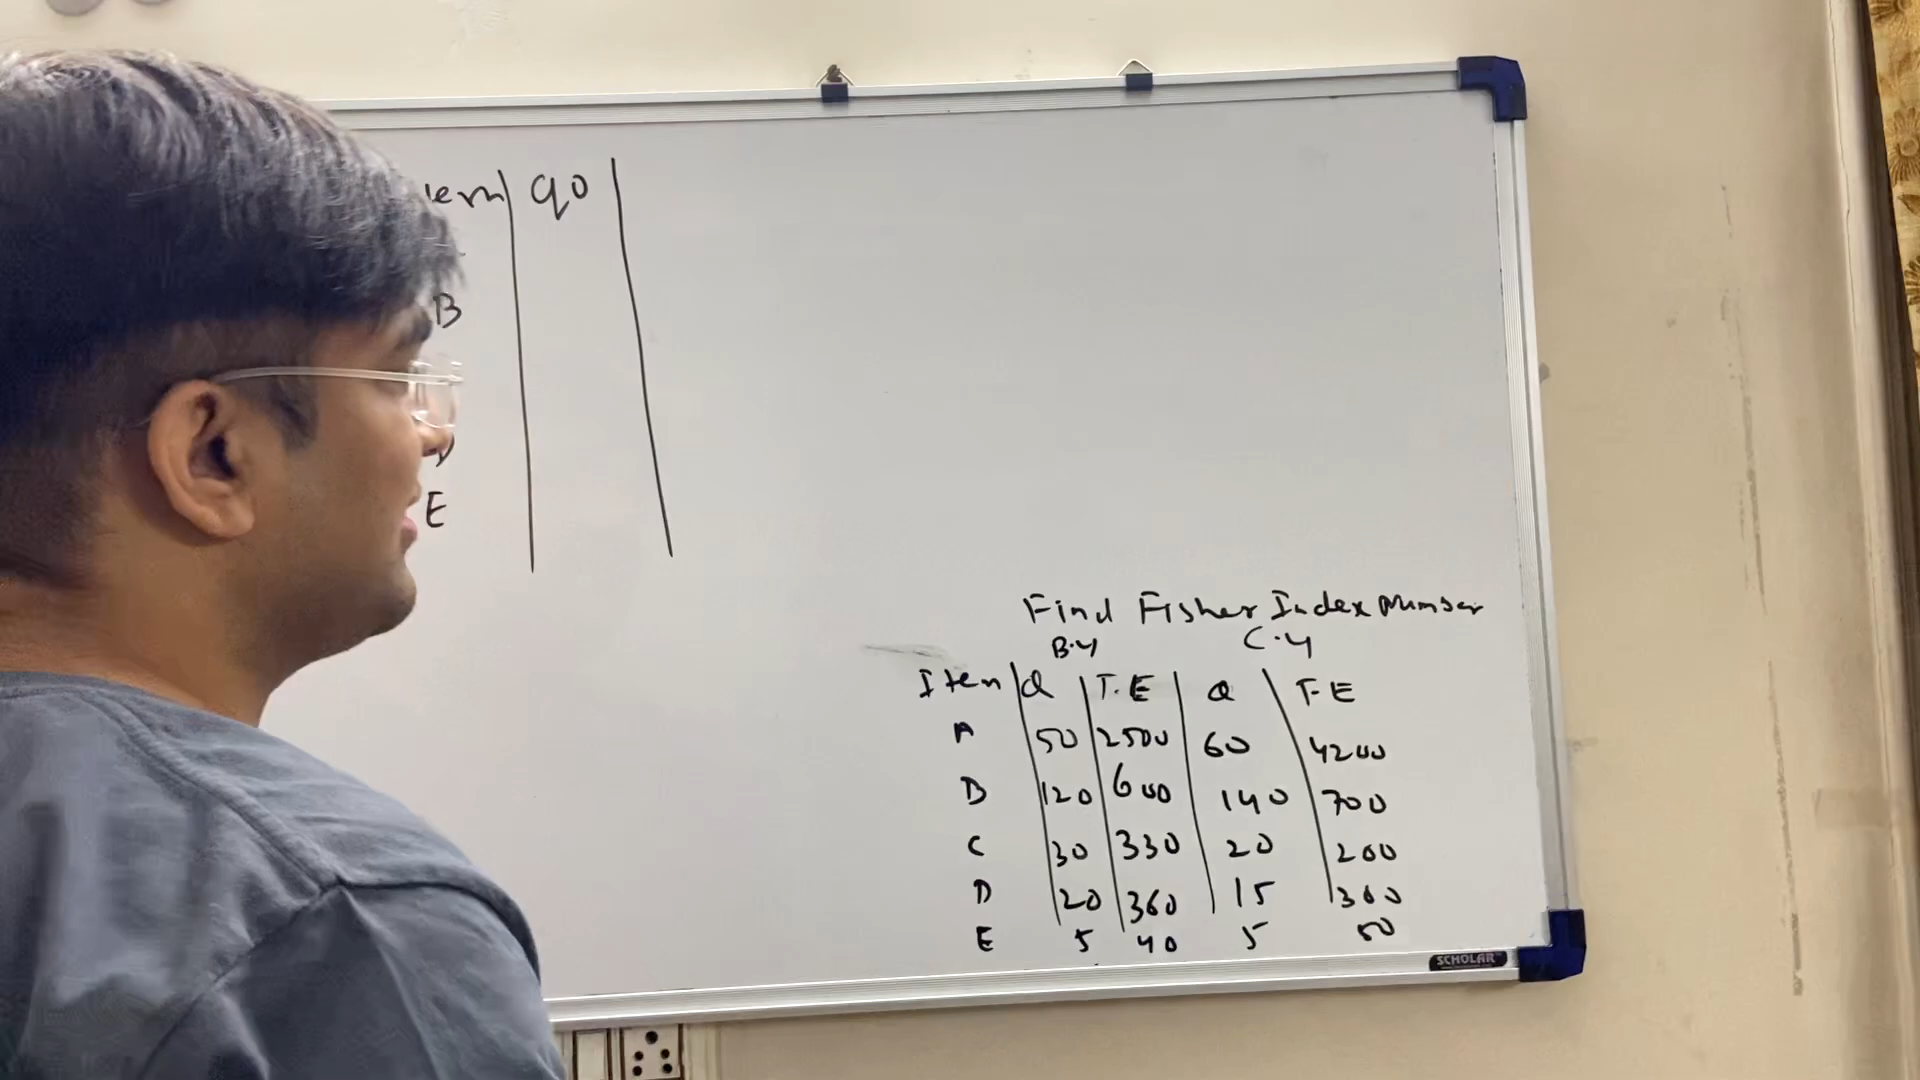 em q0
B
E
Find Fisher Index Number
B.y C.y
Item Q T.E Q T.E
A 50 2500 60 4200
B 120 600 140 700
C 30 330 20 200
D 20 360 15 300
E 5 40 5 50
SCHOLAR